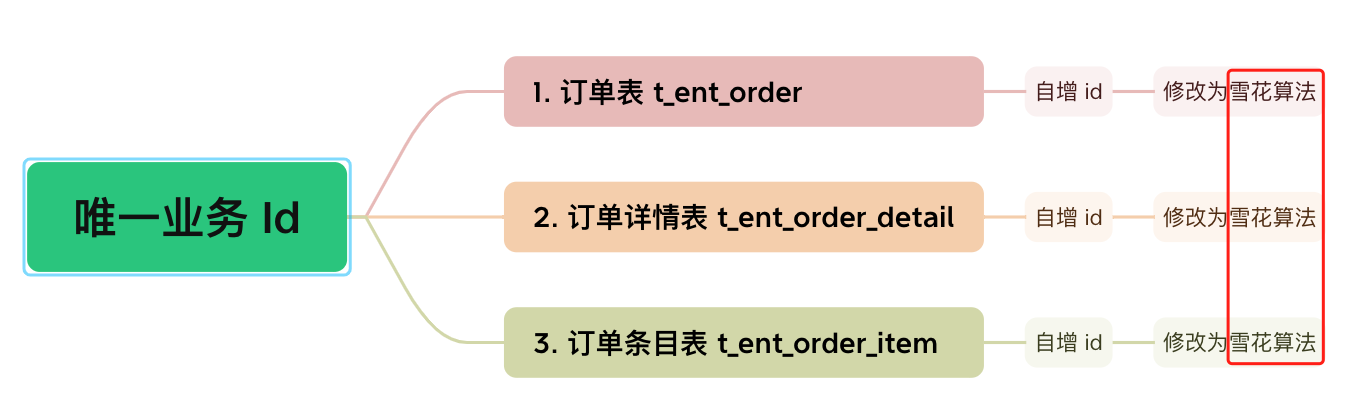 唯一业务 Id
1. 订单表 t_ent_order
自增 id
修改为雪花算法
2. 订单详情表 t_ent_order_detail
自增 id
修改为雪花算法
3. 订单条目表 t_ent_order_item
自增 id
修改为雪花算法